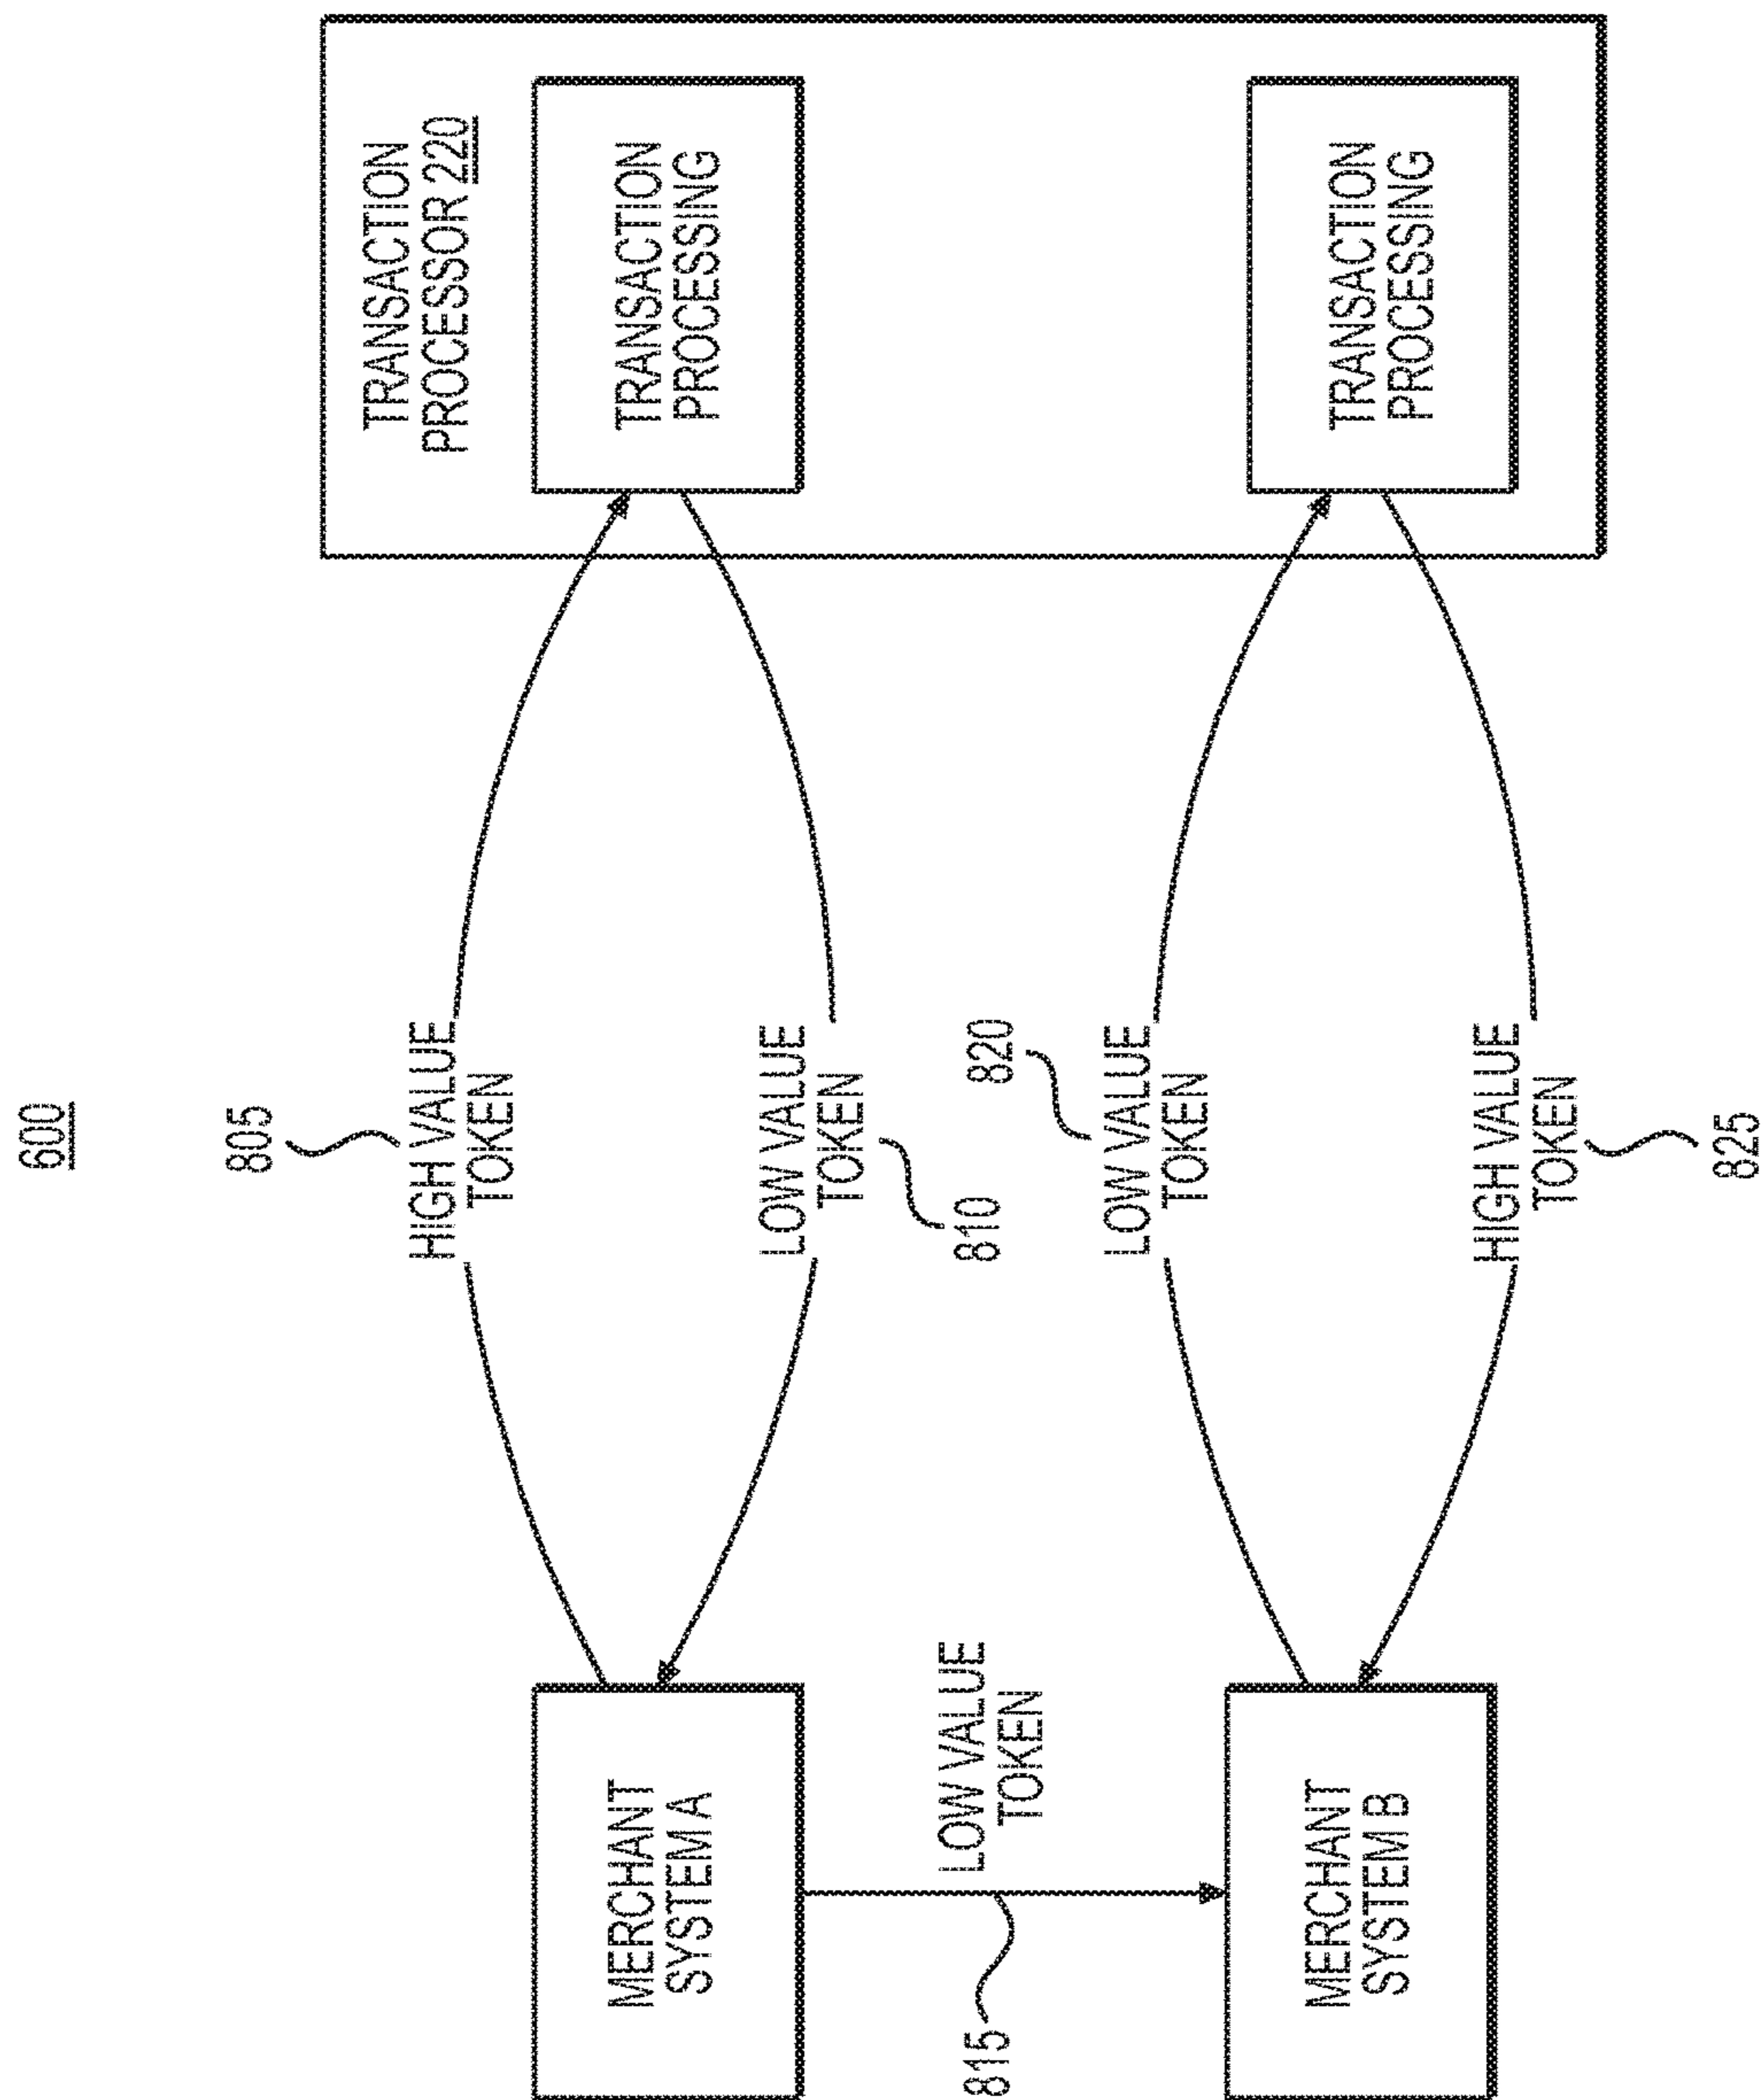 600
805
TRANSACTION
PROCESSOR 220
HIGH VALUE
TOKEN
MERCHANT
SYSTEM A
TRANSACTION
PROCESSING
LOW VALUE
TOKEN
810
LOW VALUE
TOKEN
815
820
LOW VALUE
TOKEN
MERCHANT
SYSTEM B
TRANSACTION
PROCESSING
HIGH VALUE
TOKEN
825